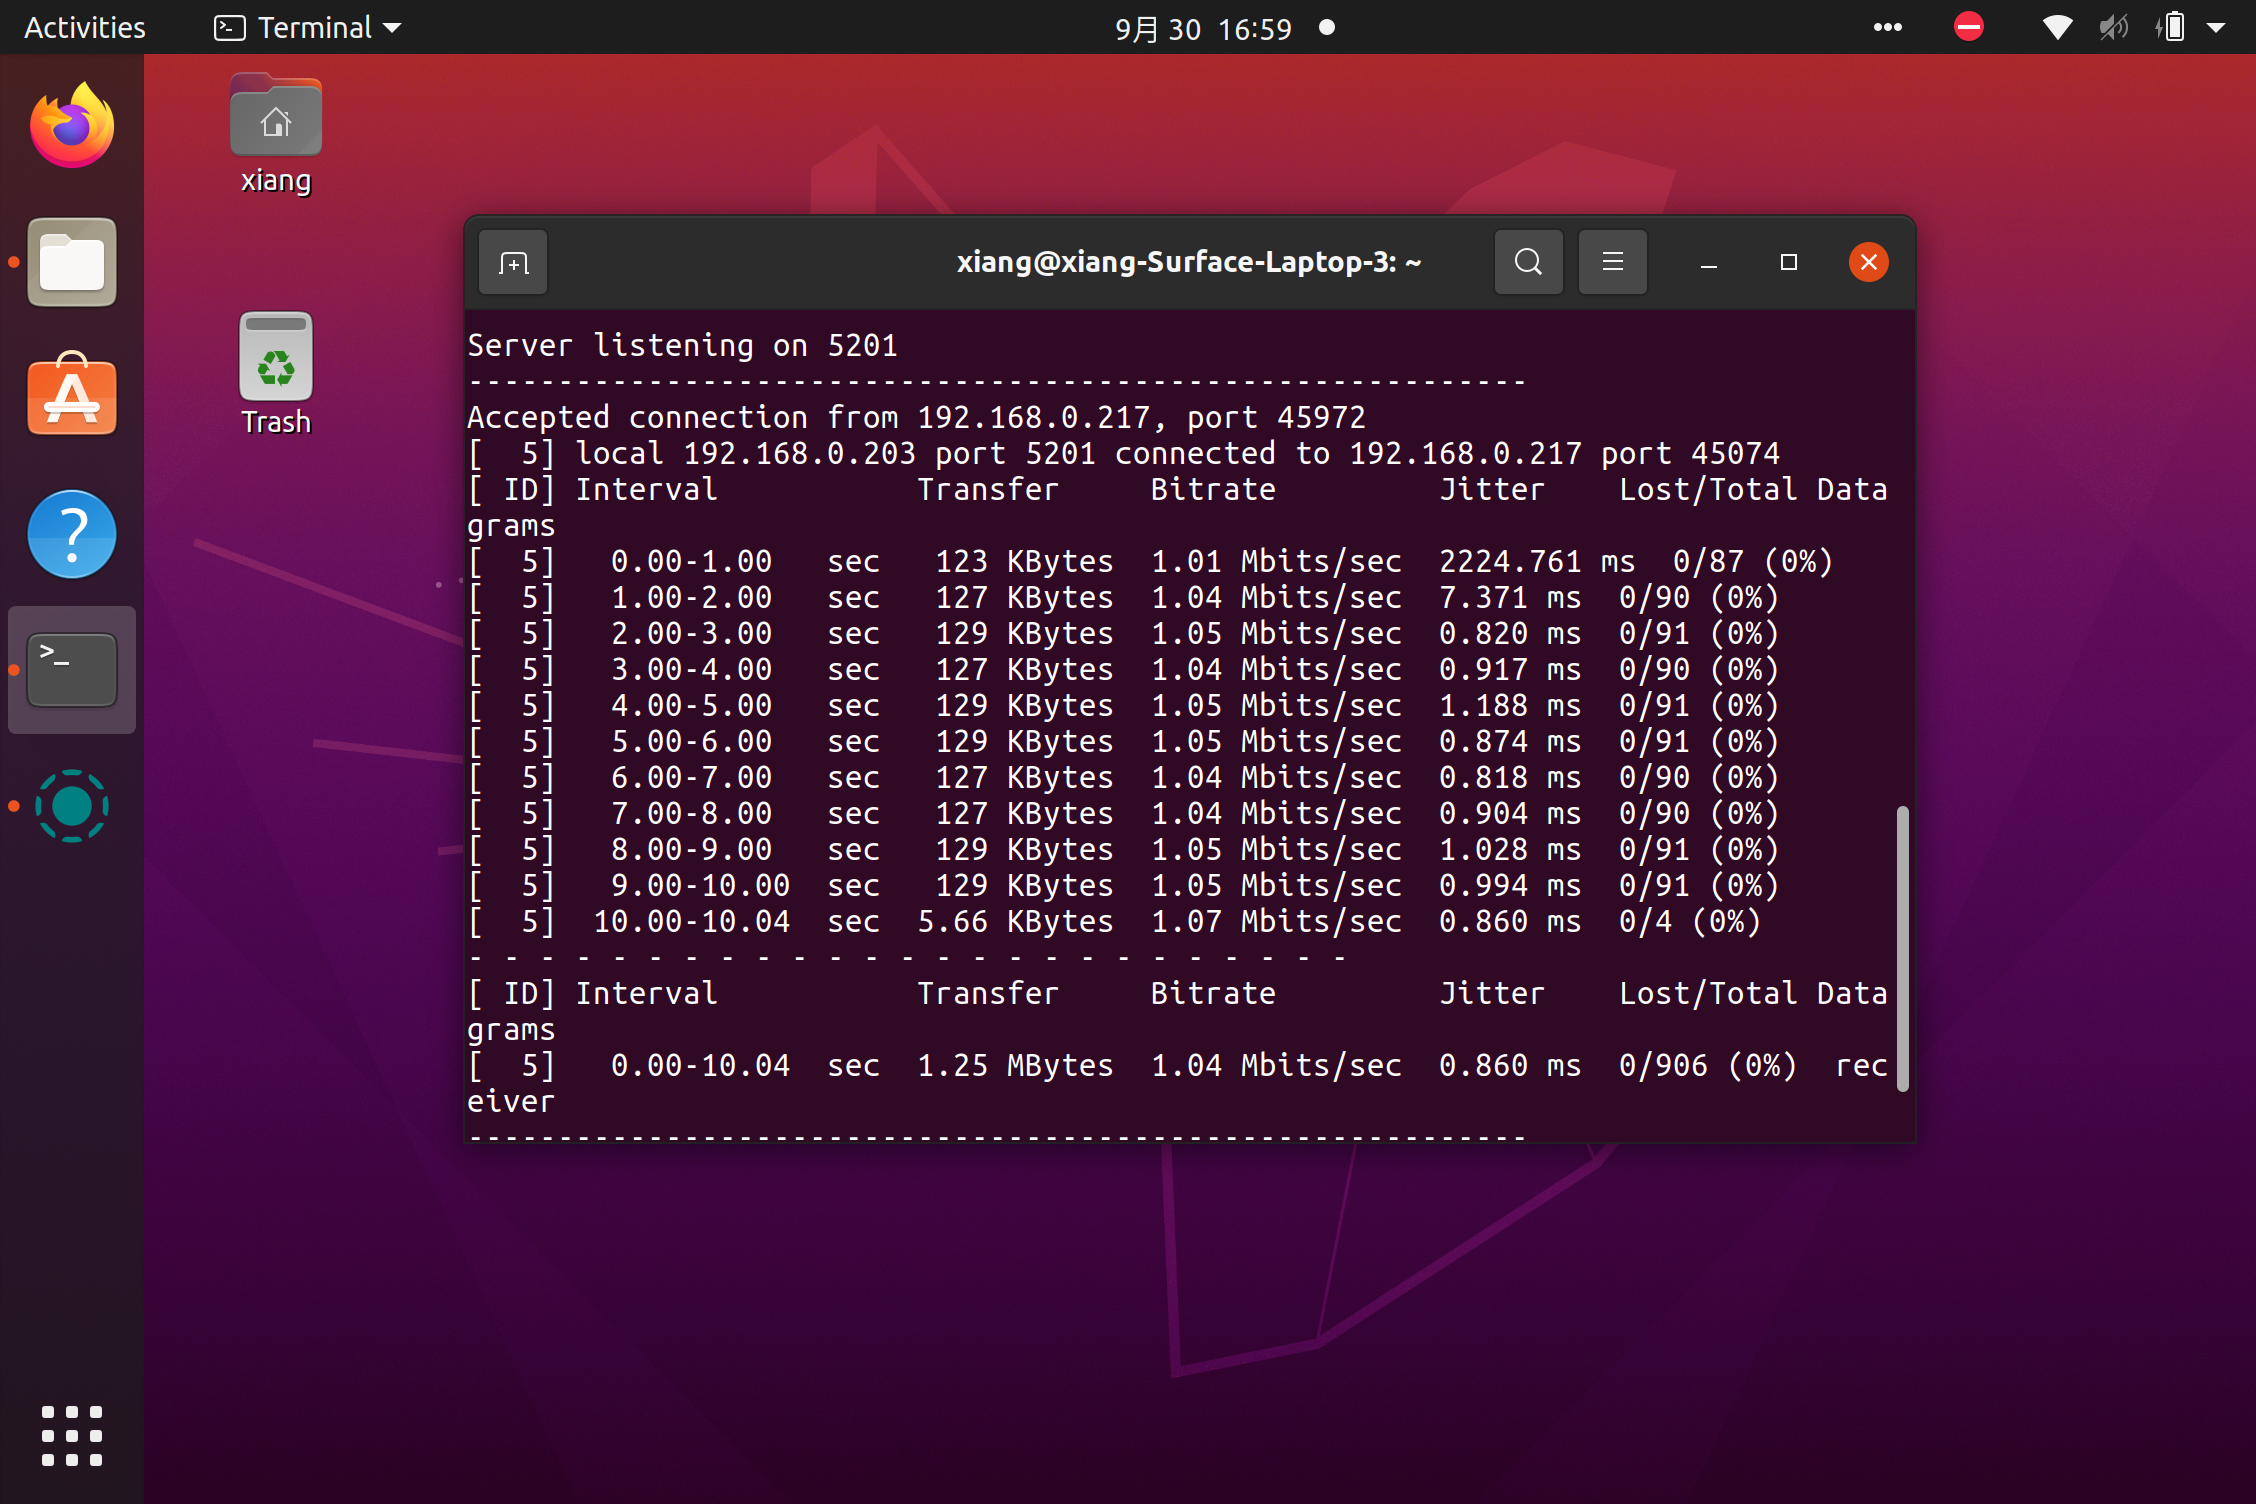 Activities Terminal 9月 30 16:59
xiang
Trash
xiang@xiang-Surface-Laptop-3: ~
Server listening on 5201
-----------------------------------------------------------
Accepted connection from 192.168.0.217, port 45972
[  5] local 192.168.0.203 port 5201 connected to 192.168.0.217 port 45074
[ ID] Interval           Transfer     Bitrate         Jitter    Lost/Total Data
grams
[  5]   0.00-1.00   sec   123 KBytes  1.01 Mbits/sec  2224.761 ms  0/87 (0%)
[  5]   1.00-2.00   sec   127 KBytes  1.04 Mbits/sec  7.371 ms  0/90 (0%)
[  5]   2.00-3.00   sec   129 KBytes  1.05 Mbits/sec  0.820 ms  0/91 (0%)
[  5]   3.00-4.00   sec   127 KBytes  1.04 Mbits/sec  0.917 ms  0/90 (0%)
[  5]   4.00-5.00   sec   129 KBytes  1.05 Mbits/sec  1.188 ms  0/91 (0%)
[  5]   5.00-6.00   sec   129 KBytes  1.05 Mbits/sec  0.874 ms  0/91 (0%)
[  5]   6.00-7.00   sec   127 KBytes  1.04 Mbits/sec  0.818 ms  0/90 (0%)
[  5]   7.00-8.00   sec   127 KBytes  1.04 Mbits/sec  0.904 ms  0/90 (0%)
[  5]   8.00-9.00   sec   129 KBytes  1.05 Mbits/sec  1.028 ms  0/91 (0%)
[  5]   9.00-10.00  sec   129 KBytes  1.05 Mbits/sec  0.994 ms  0/91 (0%)
[  5]  10.00-10.04  sec  5.66 KBytes  1.07 Mbits/sec  0.860 ms  0/4 (0%)
- - - - - - - - - - - - - - - - - - - - - - - - -
[ ID] Interval           Transfer     Bitrate         Jitter    Lost/Total Data
grams
[  5]   0.00-10.04  sec  1.25 MBytes  1.04 Mbits/sec  0.860 ms  0/906 (0%)  rec
eiver
-----------------------------------------------------------